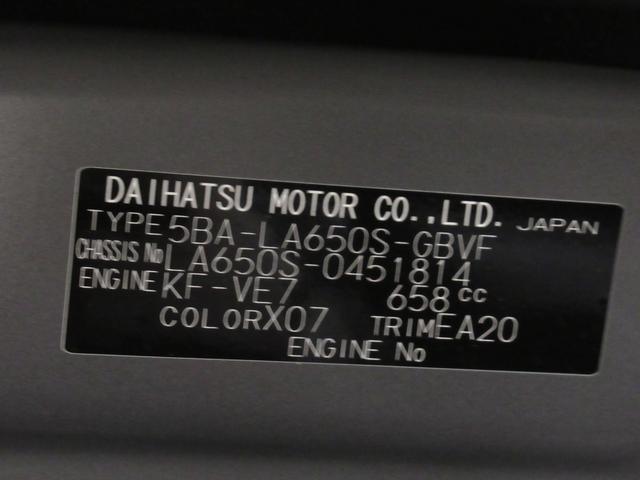 DAIHATSU MOTOR CO.,LTD. JAPAN
TYPE 5BA-LA650S-GBVF
CHASSIS No LA650S-0451814
ENGINE KF-VE7 658cc
COLOR X07 TRIM EA20
ENGINE No